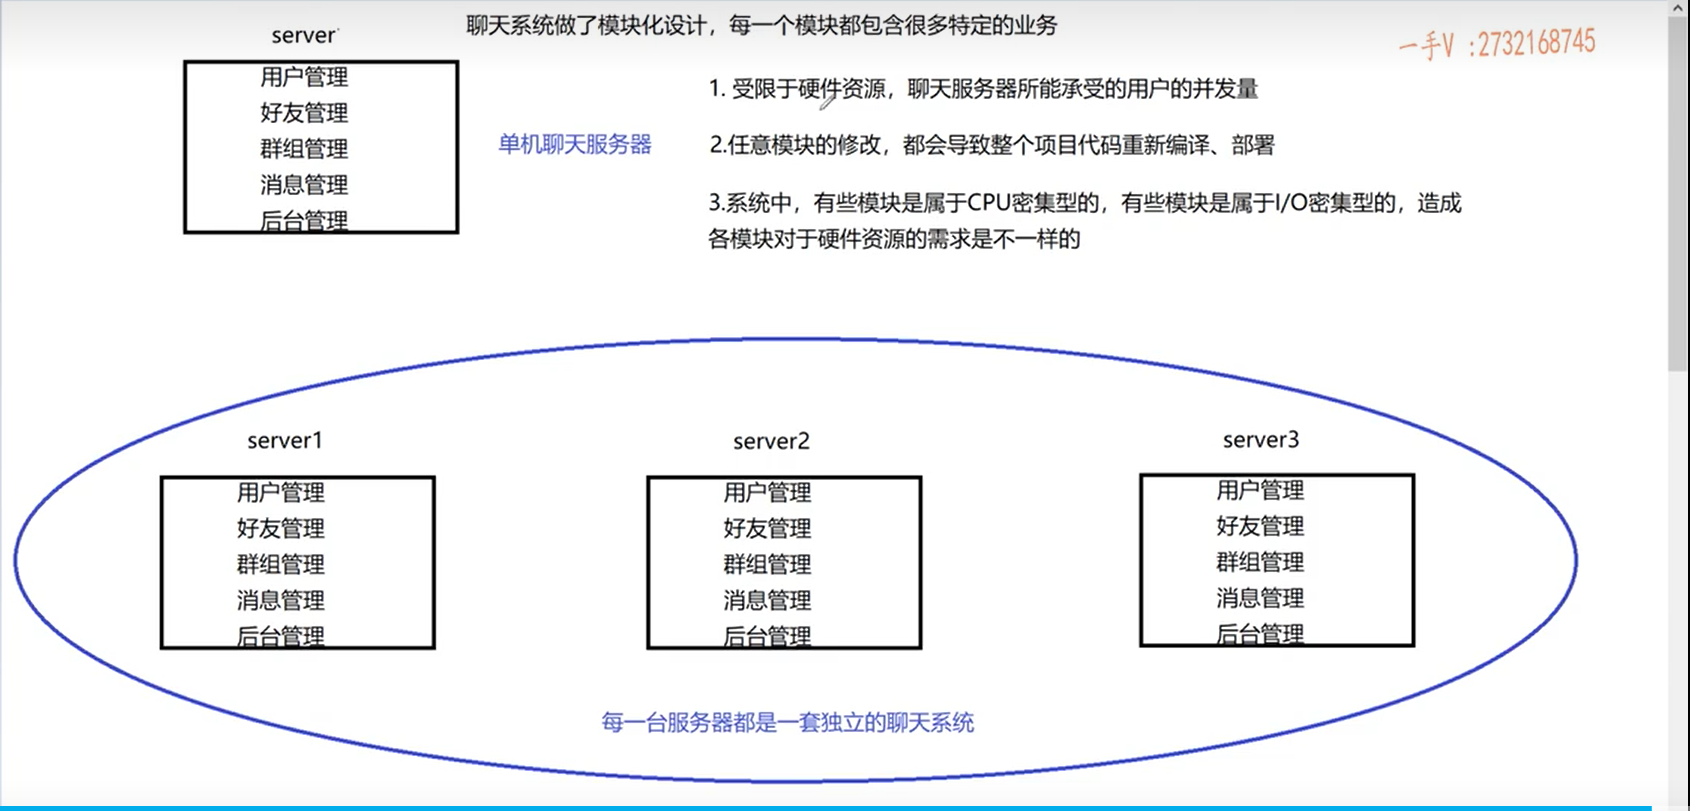 聊天系统做了模块化设计，每一个模块都包含很多特定的业务
一手V :2732168745
server
用户管理
好友管理
群组管理
消息管理
后台管理
单机聊天服务器
1. 受限于硬件资源，聊天服务器所能承受的用户的并发量
2.任意模块的修改，都会导致整个项目代码重新编译、部署
3.系统中，有些模块是属于CPU密集型的，有些模块是属于I/O密集型的，造成
各模块对于硬件资源的需求是不一样的
server1
用户管理
好友管理
群组管理
消息管理
后台管理
server2
用户管理
好友管理
群组管理
消息管理
后台管理
server3
用户管理
好友管理
群组管理
消息管理
后台管理
每一台服务器都是一套独立的聊天系统